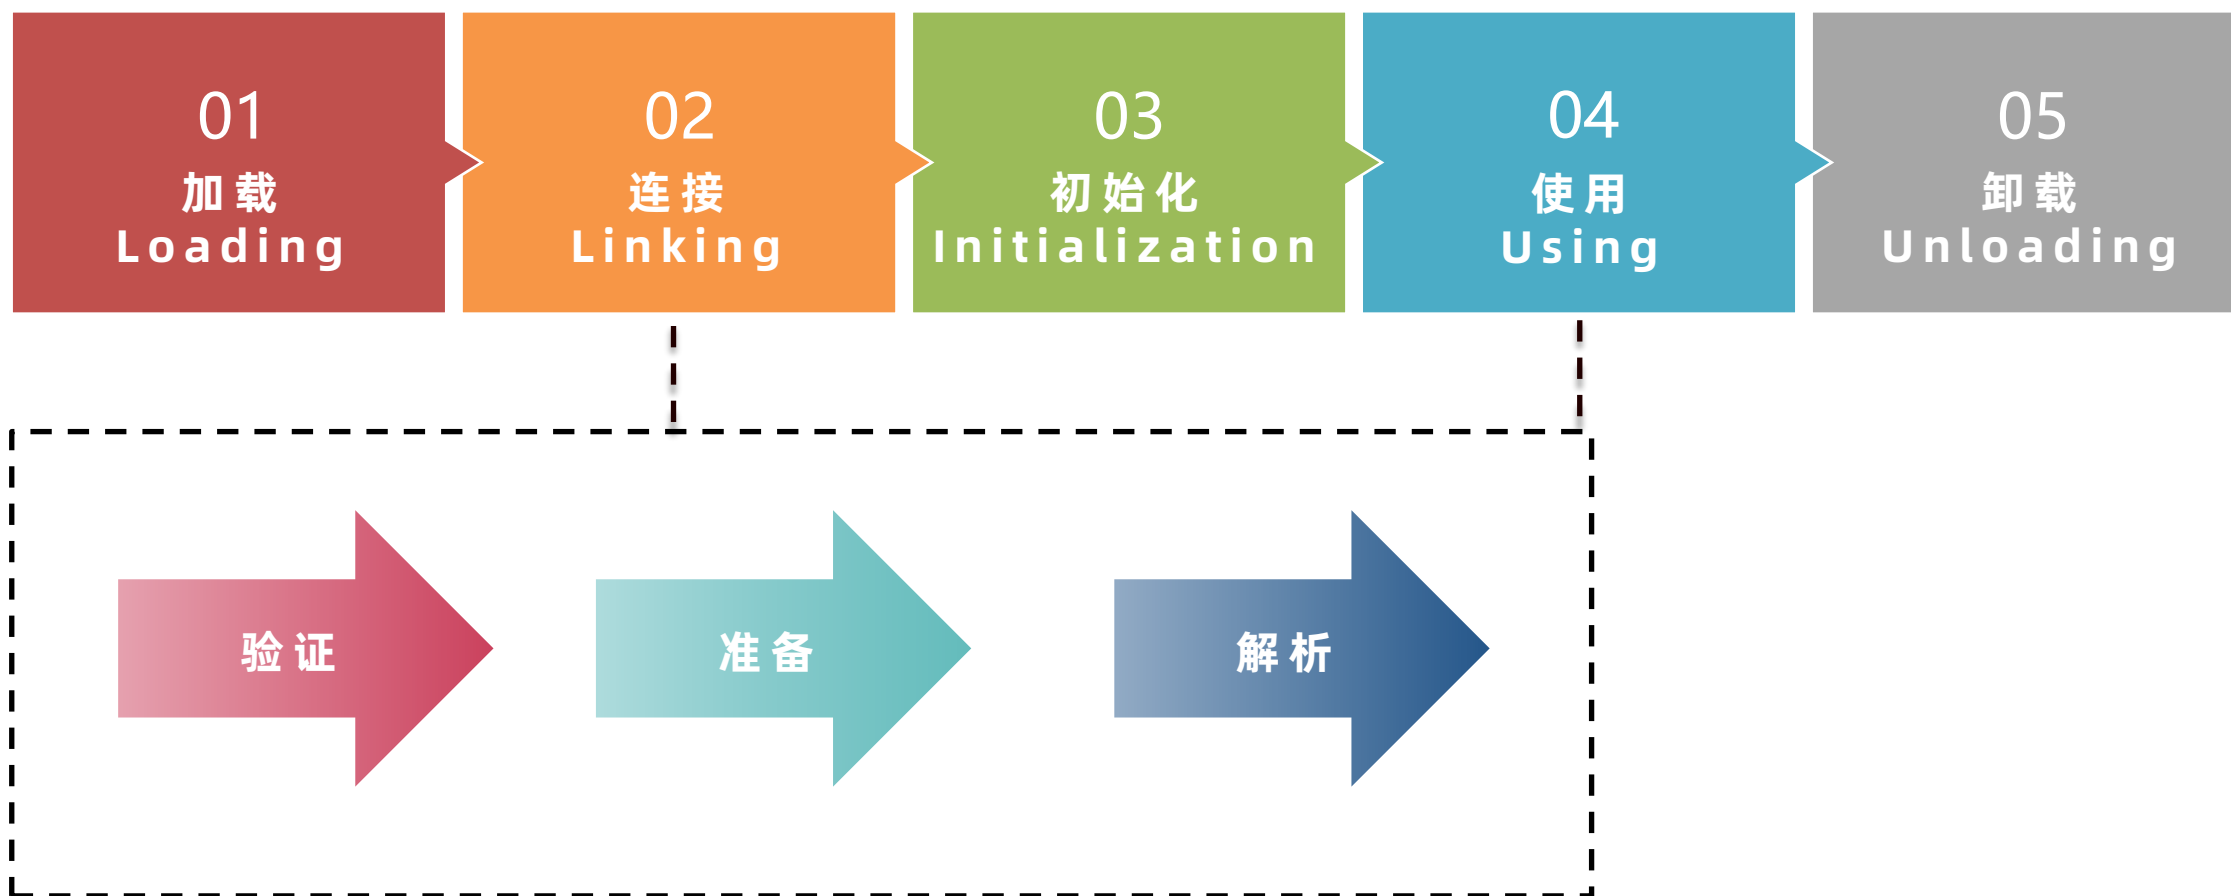 01
加载
Loading
02
连接
Linking
03
初始化
Initialization
04
使用
Using
05
卸载
Unloading
验证
准备
解析